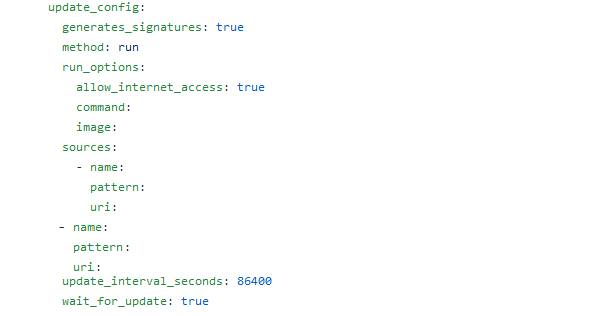 update_config:
  generates_signatures: true
  method: run
  run_options:
    allow_internet_access: true
    command:
    image:
  sources:
    - name:
      pattern:
      uri:
 - name:
   pattern:
   uri:
  update_interval_seconds: 86400
  wait_for_update: true